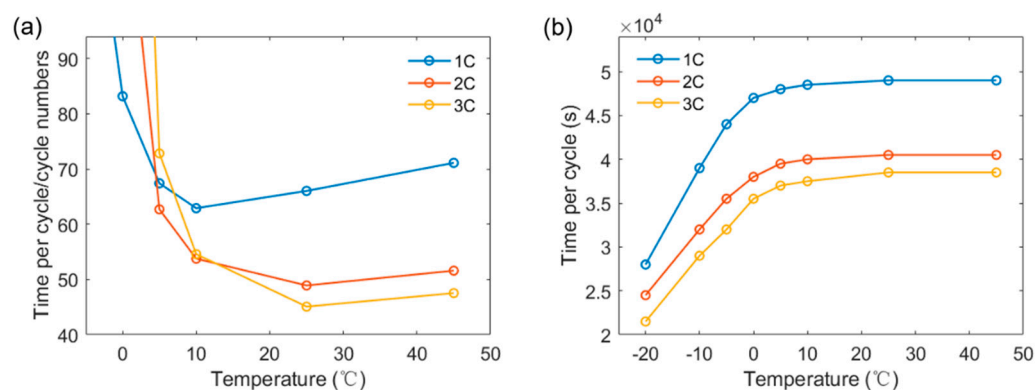 (a)
Time per cycle/cycle numbers
90
80
70
60
50
40
0
10
20
30
40
50
Temperature (℃)
1C
2C
3C
(b)
×10⁴
Time per cycle (s)
5
4.5
4
3.5
3
2.5
2
-20
-10
0
10
20
30
40
50
Temperature (℃)
1C
2C
3C